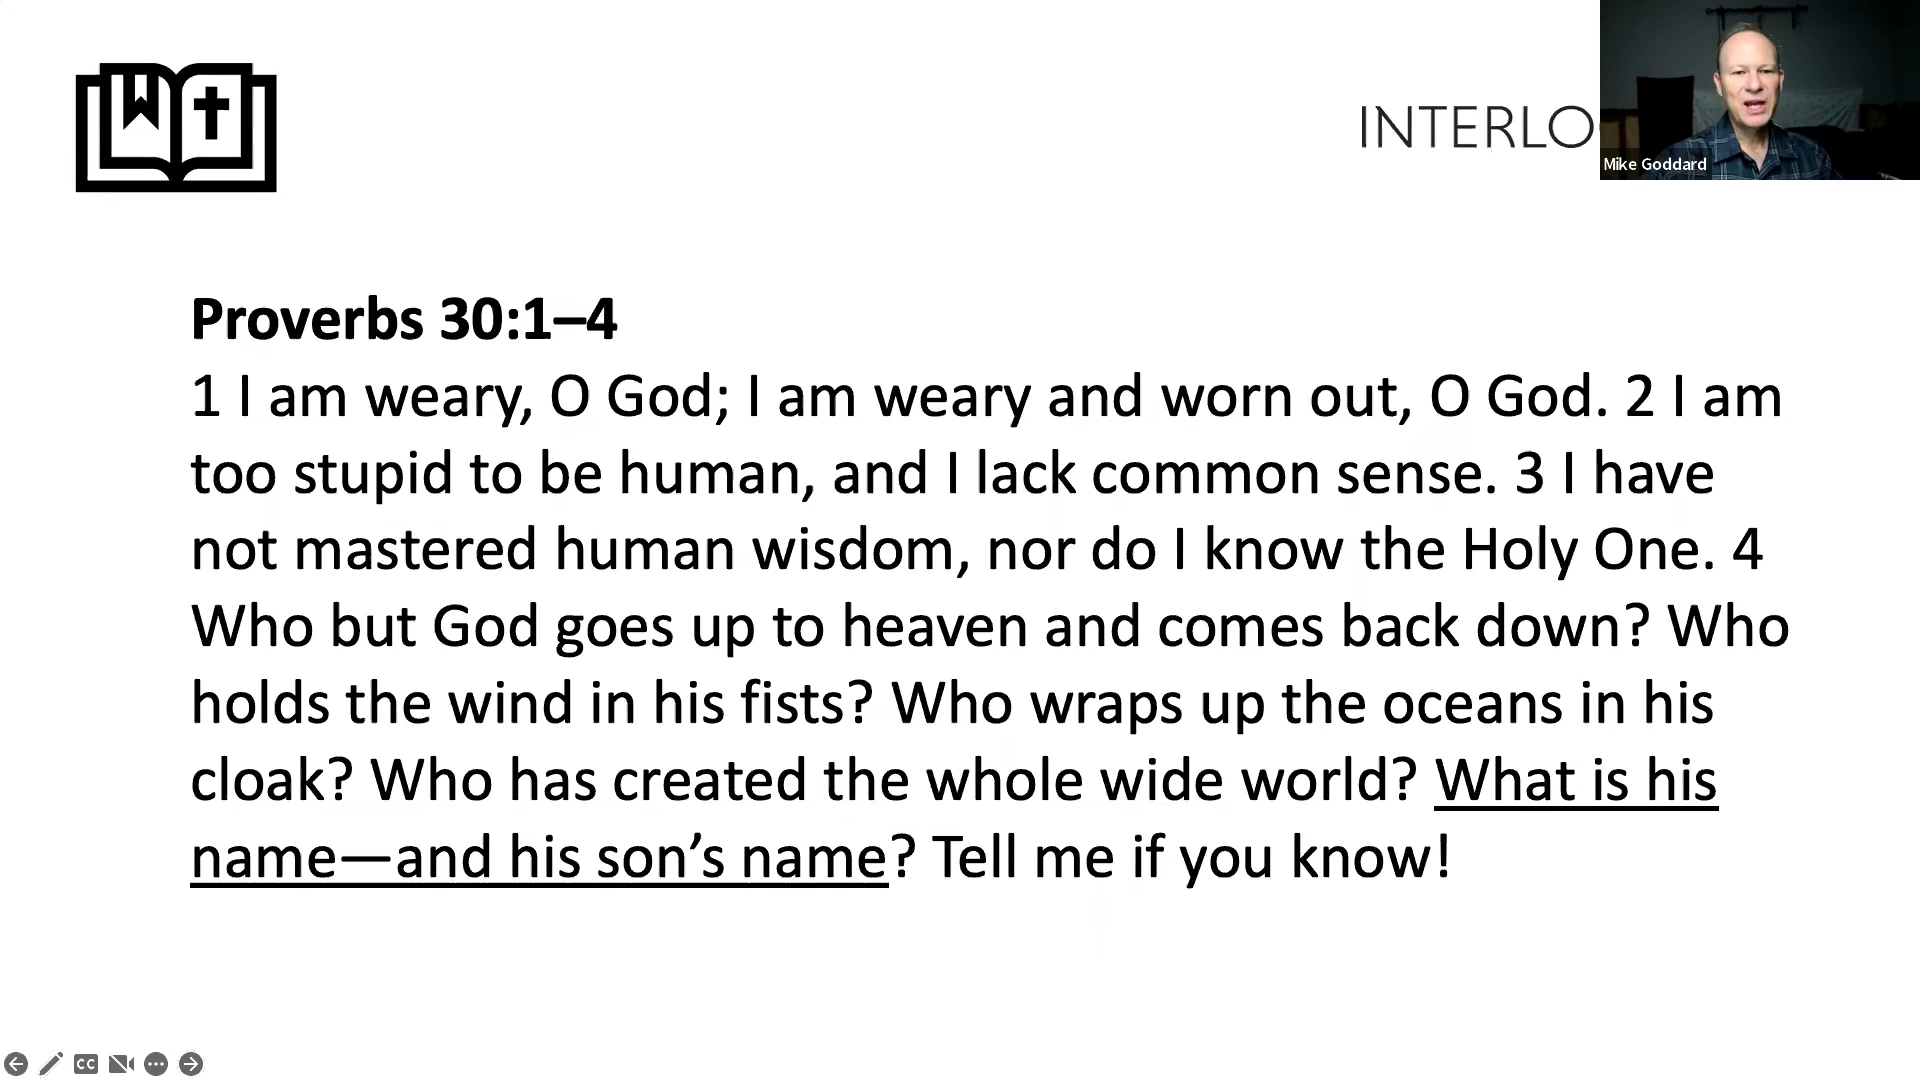 INTERLO
Mike Goddard
Proverbs 30:1–4
1 I am weary, O God; I am weary and worn out, O God. 2 I am
too stupid to be human, and I lack common sense. 3 I have
not mastered human wisdom, nor do I know the Holy One. 4
Who but God goes up to heaven and comes back down? Who
holds the wind in his fists? Who wraps up the oceans in his
cloak? Who has created the whole wide world? What is his
name—and his son’s name? Tell me if you know!
CC